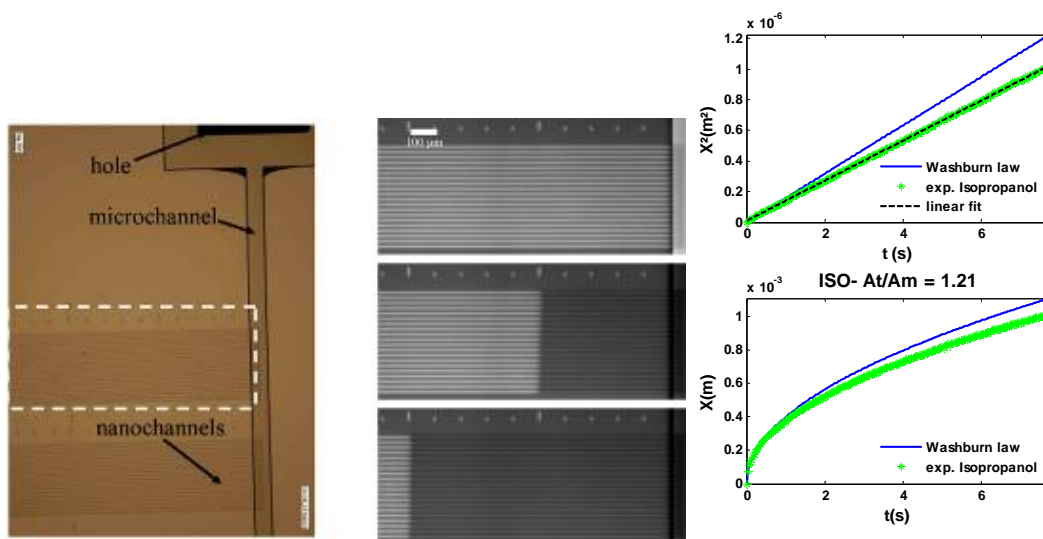 hole
microchannel
nanochannels
100 µm
x 10⁻⁶
1.2
1
0.8
0.6
0.4
0.2
0
X²(m²)
Washburn law
exp. Isopropanol
linear fit
0 2 4 6
t (s)
ISO- At/Am = 1.21
x 10⁻³
1
0.8
0.6
0.4
0.2
0
X(m)
Washburn law
exp. Isopropanol
0 2 4 6
t(s)